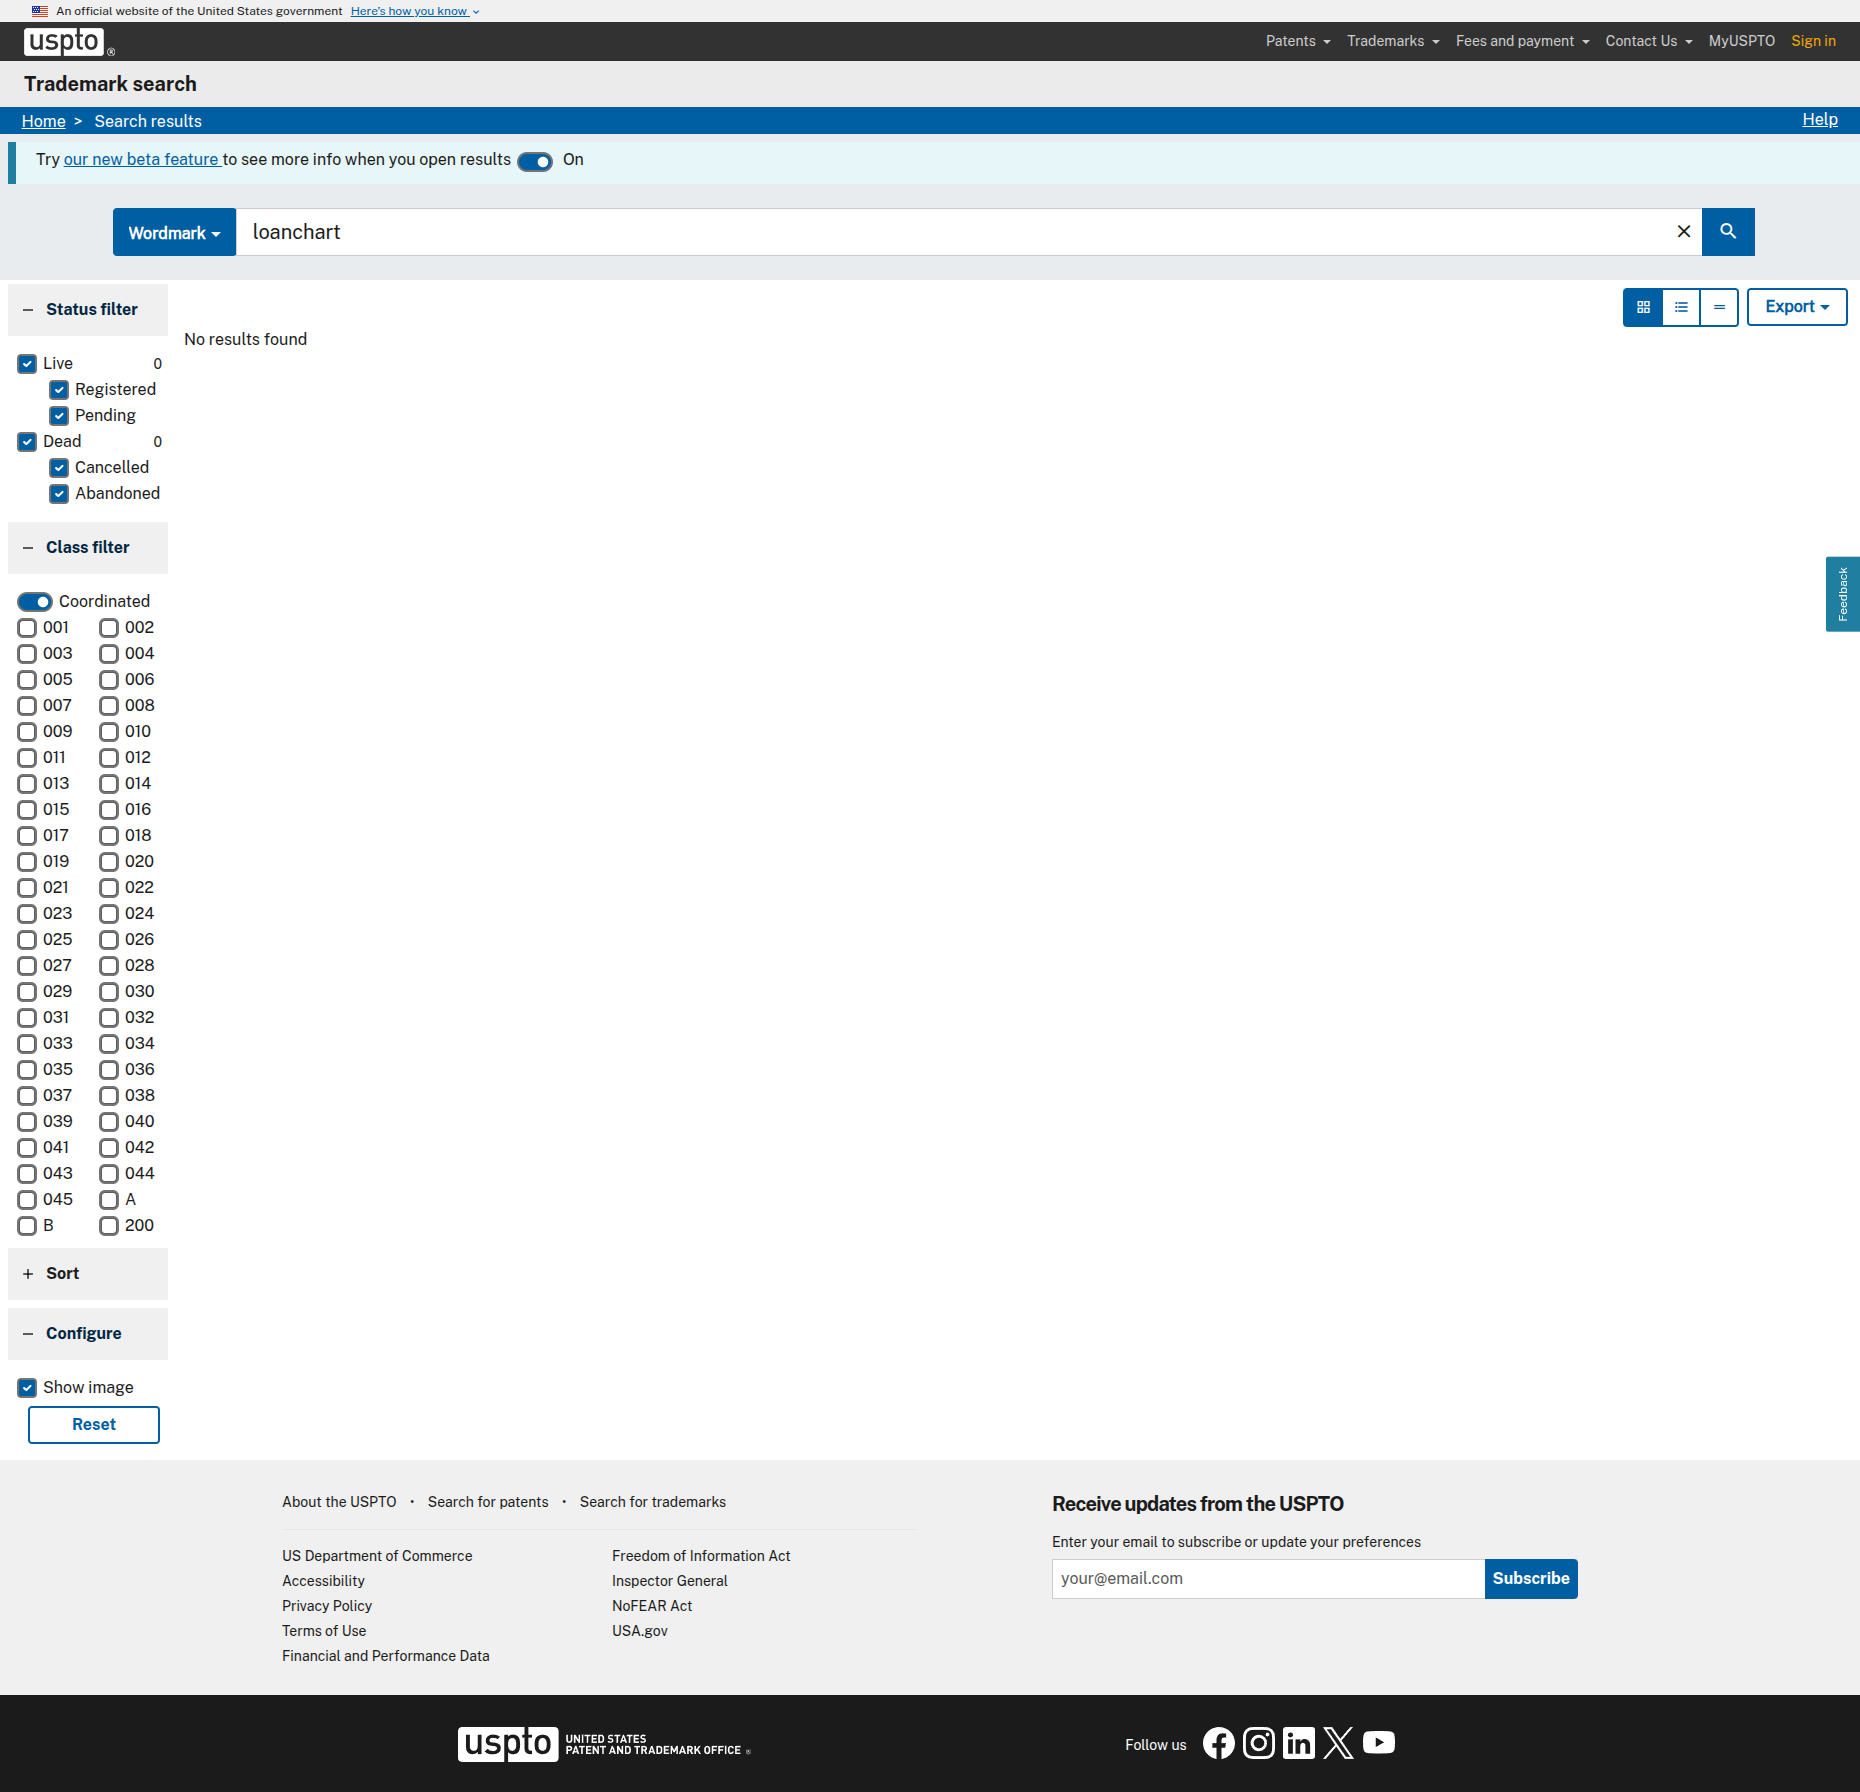 An official website of the United States government Here's how you know
uspto ®
Patents Trademarks Fees and payment Contact Us MyUSPTO Sign in
Trademark search
Home > Search results
Help
Try our new beta feature to see more info when you open results On
Wordmark loanchart
Status filter
Export
No results found
Live 0
Registered
Pending
Dead 0
Cancelled
Abandoned
Class filter
Feedback
Coordinated
001 002
003 004
005 006
007 008
009 010
011 012
013 014
015 016
017 018
019 020
021 022
023 024
025 026
027 028
029 030
031 032
033 034
035 036
037 038
039 040
041 042
043 044
045 A
B 200
Sort
Configure
Show image
Reset
About the USPTO • Search for patents • Search for trademarks
US Department of Commerce
Accessibility
Privacy Policy
Terms of Use
Financial and Performance Data
Freedom of Information Act
Inspector General
NoFEAR Act
USA.gov
Receive updates from the USPTO
Enter your email to subscribe or update your preferences
your@email.com Subscribe
uspto UNITED STATES
PATENT AND TRADEMARK OFFICE ®
Follow us